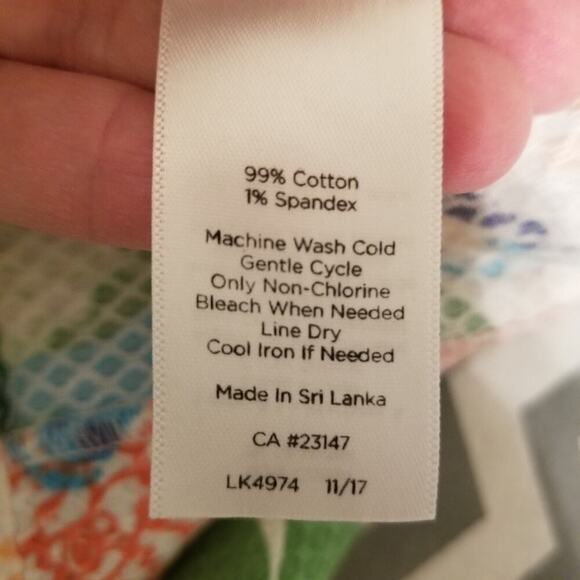 99% Cotton
1% Spandex
Machine Wash Cold
Gentle Cycle
Only Non-Chlorine
Bleach When Needed
Line Dry
Cool Iron If Needed
Made In Sri Lanka
CA #23147
LK4974 11/17